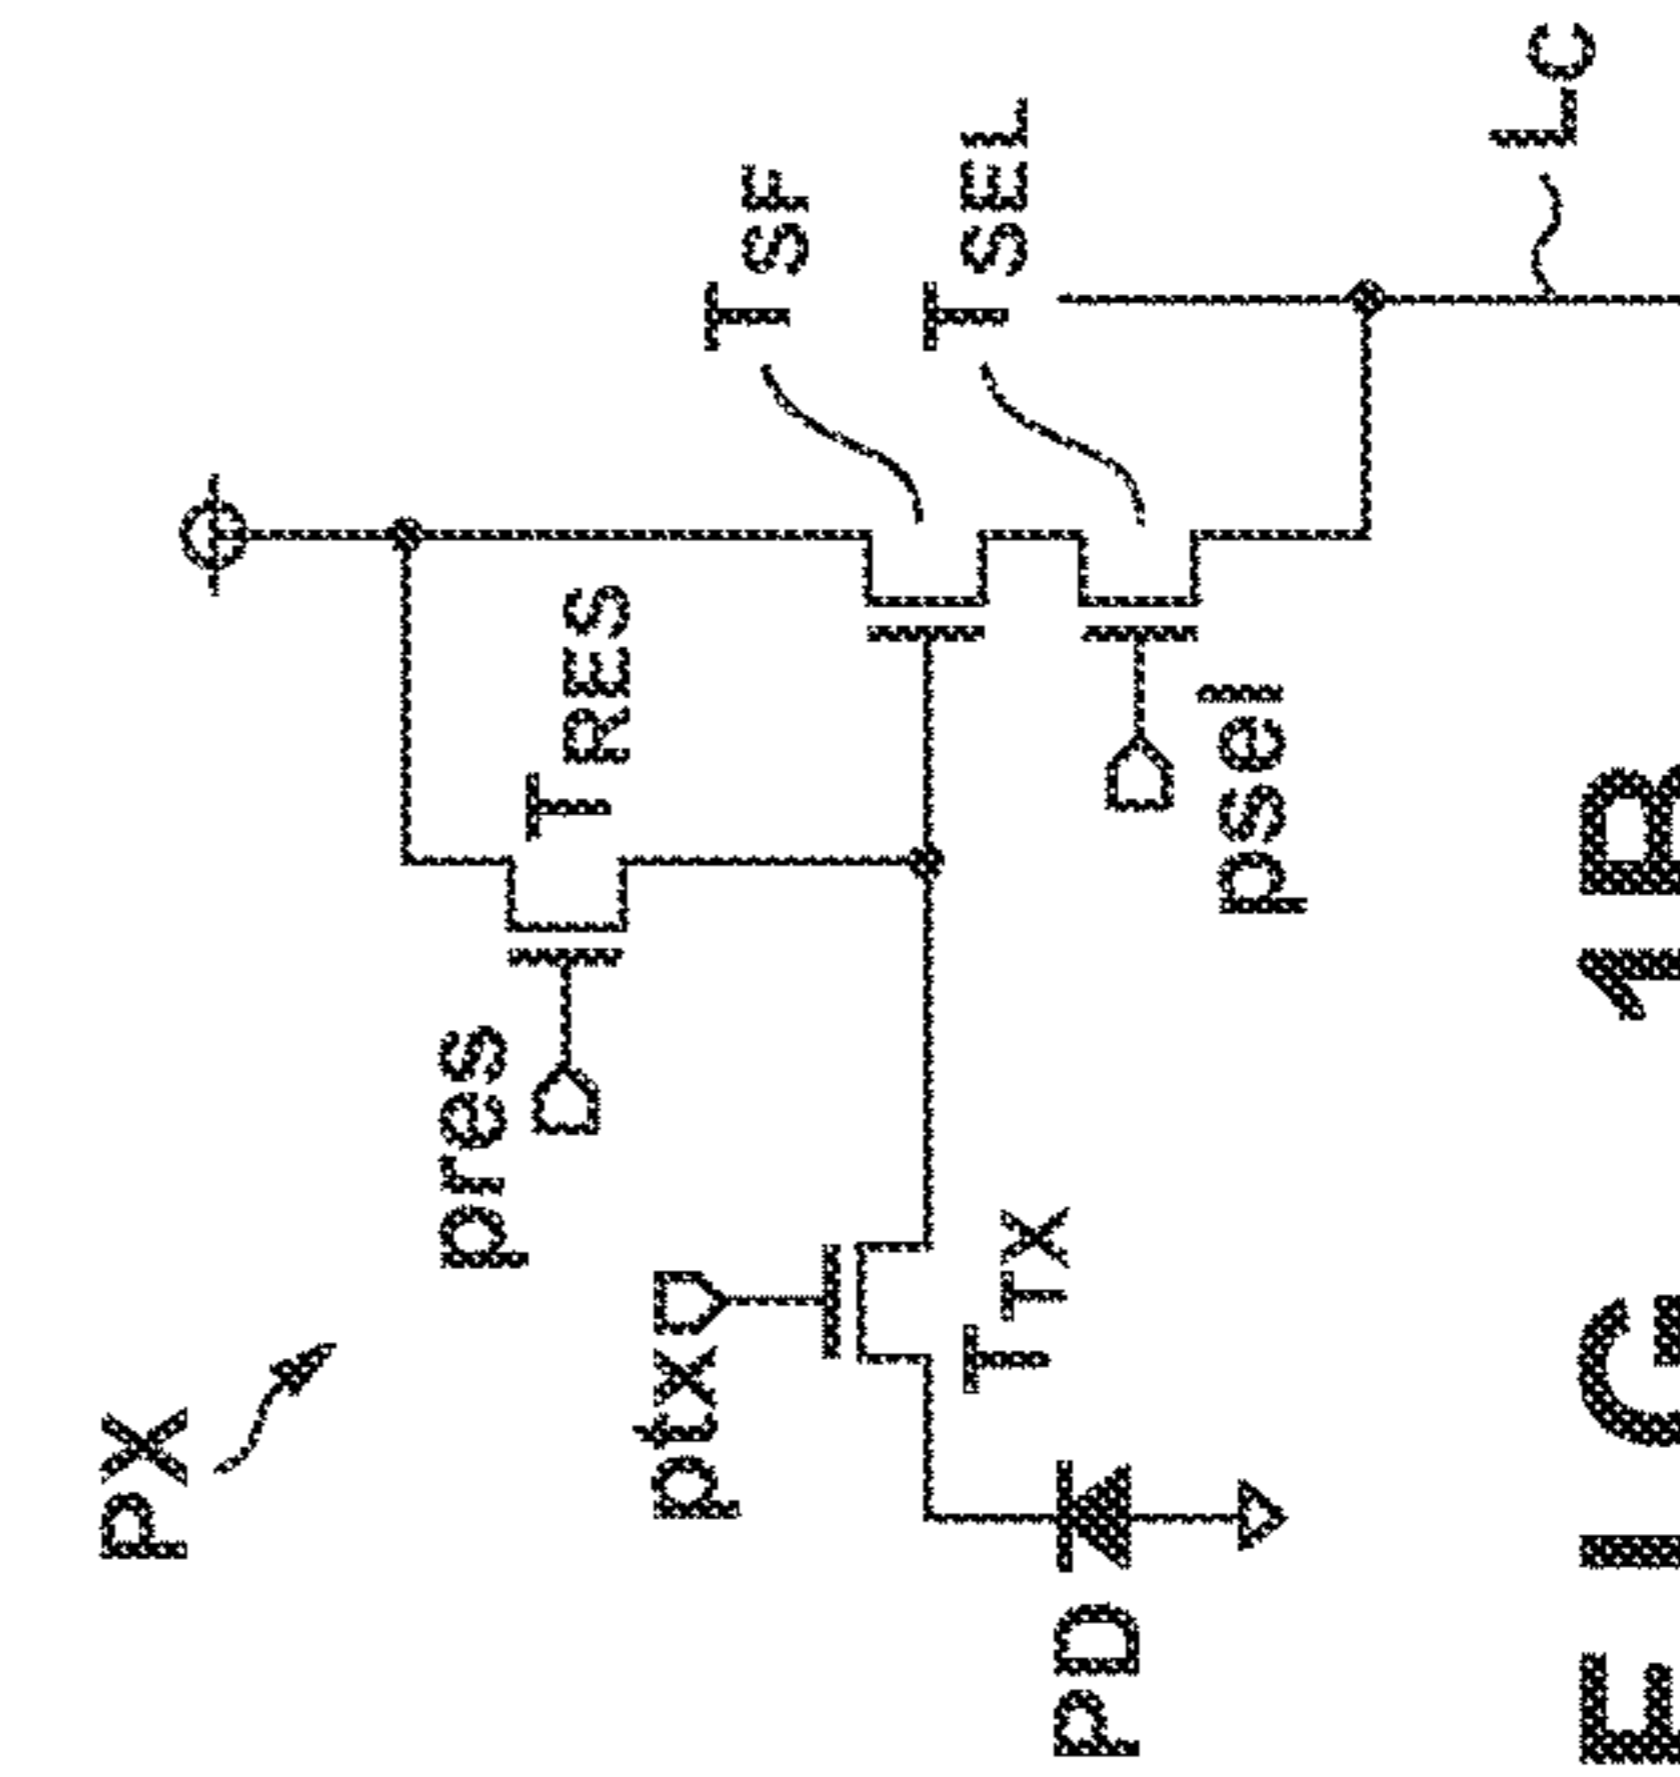 PX
pres
TRES
ptx
TSF
TSEL
TTX
PD
psel
LC
FIG 1B